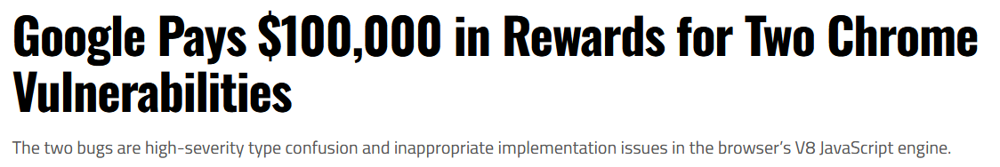 Google Pays $100,000 in Rewards for Two Chrome
Vulnerabilities
The two bugs are high-severity type confusion and inappropriate implementation issues in the browser’s V8 JavaScript engine.